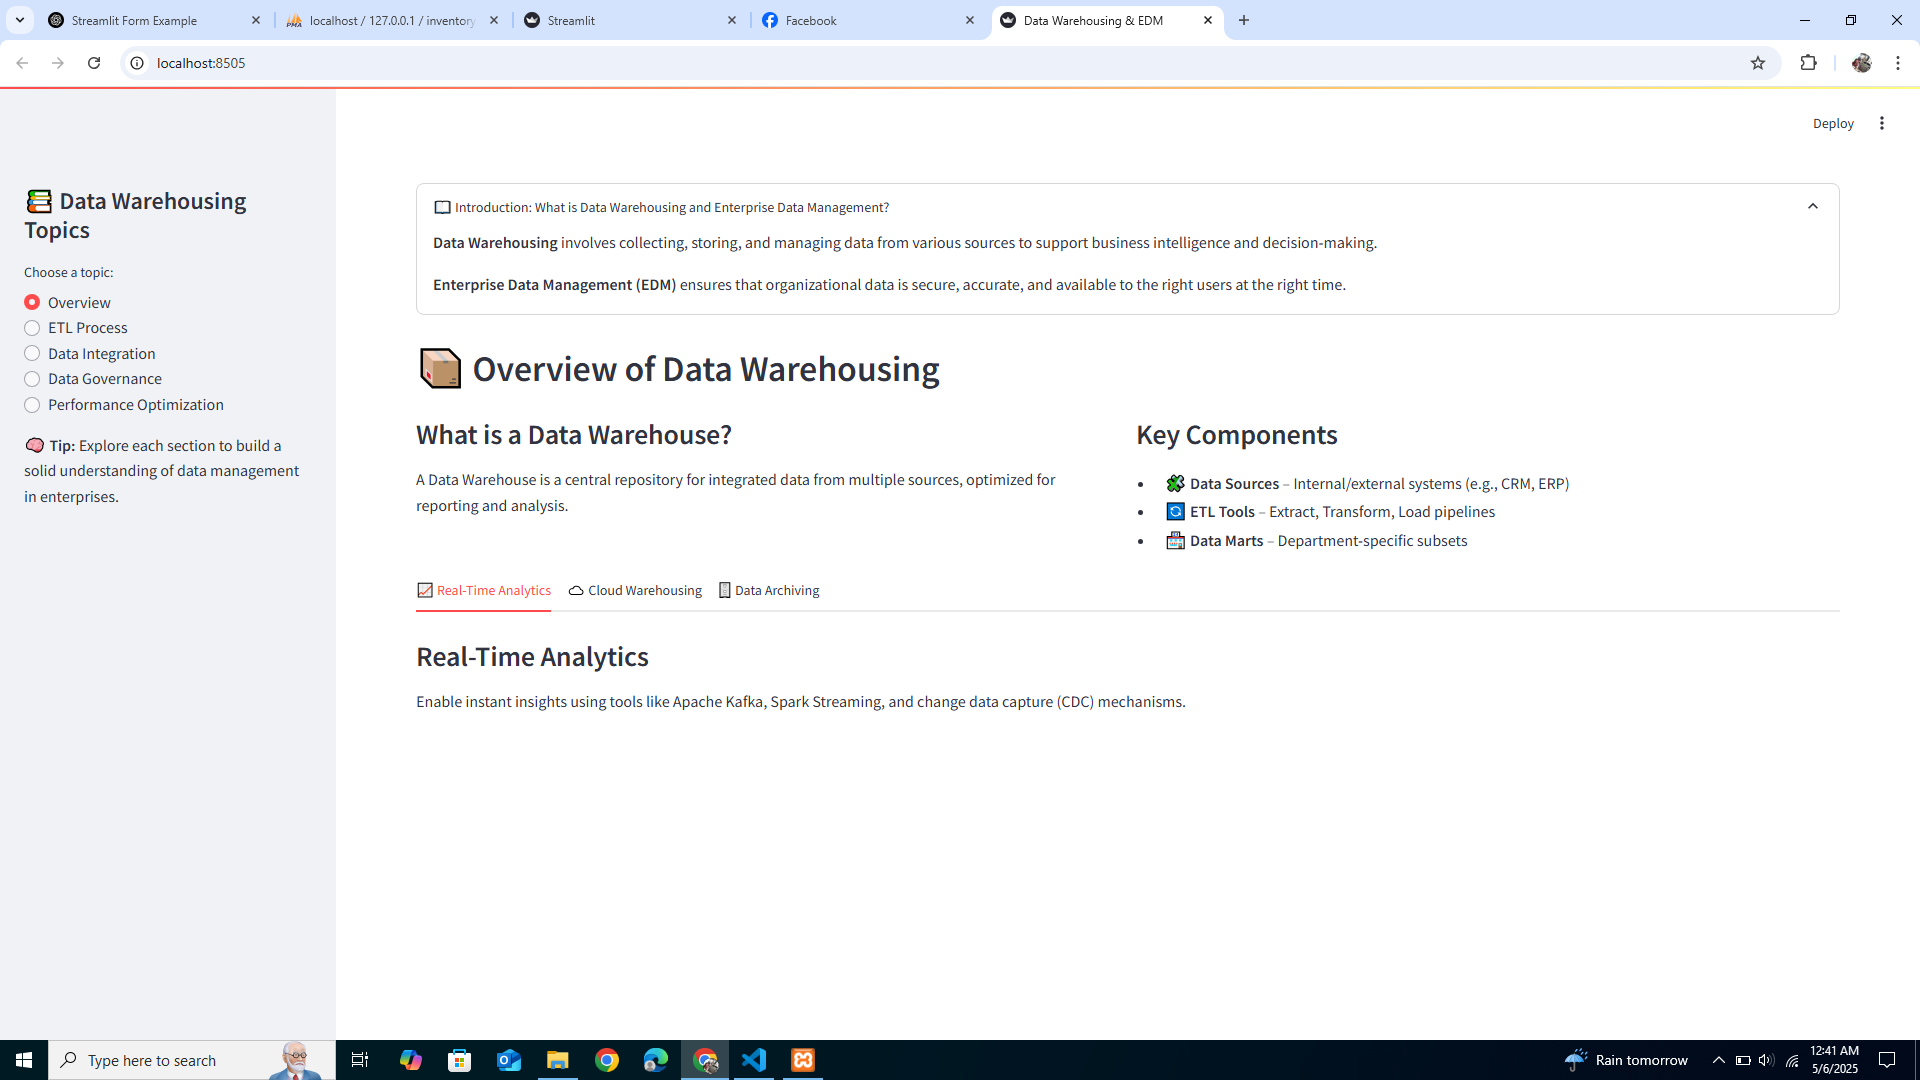 Streamlit Form Example
localhost / 127.0.0.1 / inventory
Streamlit
Facebook
Data Warehousing & EDM
localhost:8505
Deploy
Data Warehousing
Topics
Choose a topic:
Overview
ETL Process
Data Integration
Data Governance
Performance Optimization
Tip: Explore each section to build a
solid understanding of data management
in enterprises.
Introduction: What is Data Warehousing and Enterprise Data Management?
Data Warehousing involves collecting, storing, and managing data from various sources to support business intelligence and decision-making.
Enterprise Data Management (EDM) ensures that organizational data is secure, accurate, and available to the right users at the right time.
Overview of Data Warehousing
What is a Data Warehouse?
A Data Warehouse is a central repository for integrated data from multiple sources, optimized for
reporting and analysis.
Key Components
• Data Sources – Internal/external systems (e.g., CRM, ERP)
• ETL Tools – Extract, Transform, Load pipelines
• Data Marts – Department-specific subsets
Real-Time Analytics
Cloud Warehousing
Data Archiving
Real-Time Analytics
Enable instant insights using tools like Apache Kafka, Spark Streaming, and change data capture (CDC) mechanisms.
Type here to search
Rain tomorrow
12:41 AM
5/6/2025